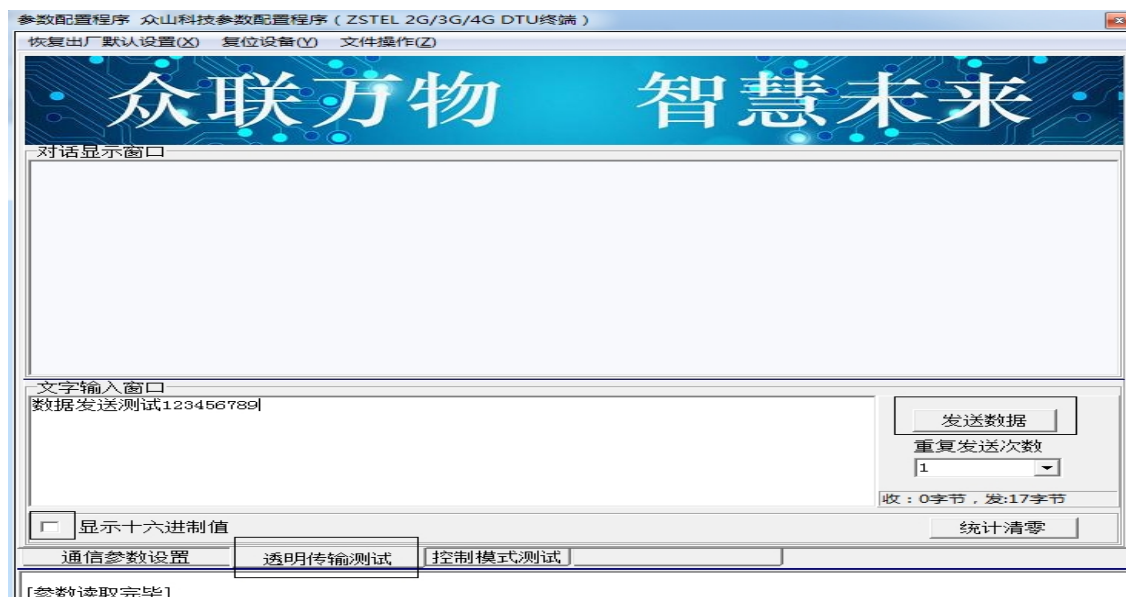 参数配置程序 众山科技参数配置程序（ZSTEL 2G/3G/4G DTU终端）
恢复出厂默认设置(X) 复位设备(Y) 文件操作(Z)
众联万物 智慧未来
对话显示窗口
文字输入窗口
数据发送测试123456789
发送数据
重复发送次数
1
收：0字节，发:17字节
显示十六进制值
统计清零
通信参数设置 透明传输测试 控制模式测试
[参数读取完毕]